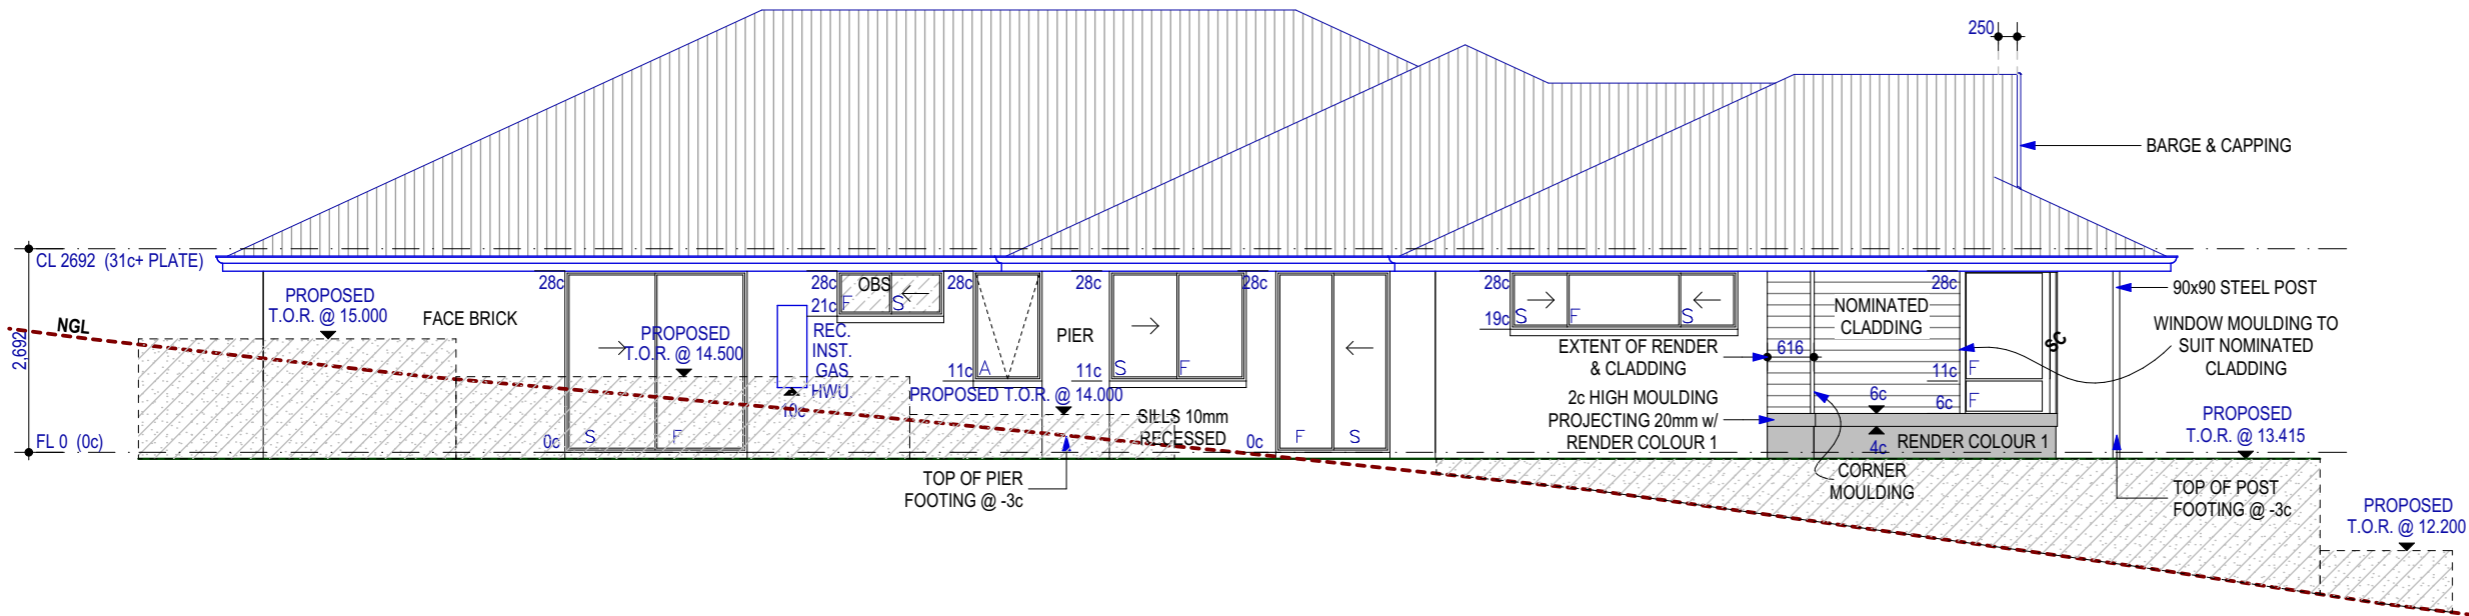 250
BARGE & CAPPING
CL 2692 (31c+ PLATE)
2,692
NGL
FL 0 (0c)
PROPOSED
T.O.R. @ 15.000
FACE BRICK
28c
0c
S
F
PROPOSED
T.O.R. @ 14.500
28c
21c
OBS
F
S
REC.
INST.
GAS
HWU
10c
28c
11c
A
PROPOSED T.O.R. @ 14.000
PIER
28c
11c
S
F
SILLS 10mm
RECESSED
TOP OF PIER
FOOTING @ -3c
28c
0c
F
S
28c
19c
S
F
S
EXTENT OF RENDER
& CLADDING
616
2c HIGH MOULDING
PROJECTING 20mm w/
RENDER COLOUR 1
NOMINATED
CLADDING
28c
11c
F
6c
F
6c
4c
RENDER COLOUR 1
CORNER
MOULDING
SC
90x90 STEEL POST
WINDOW MOULDING TO
SUIT NOMINATED
CLADDING
PROPOSED
T.O.R. @ 13.415
TOP OF POST
FOOTING @ -3c
PROPOSED
T.O.R. @ 12.200